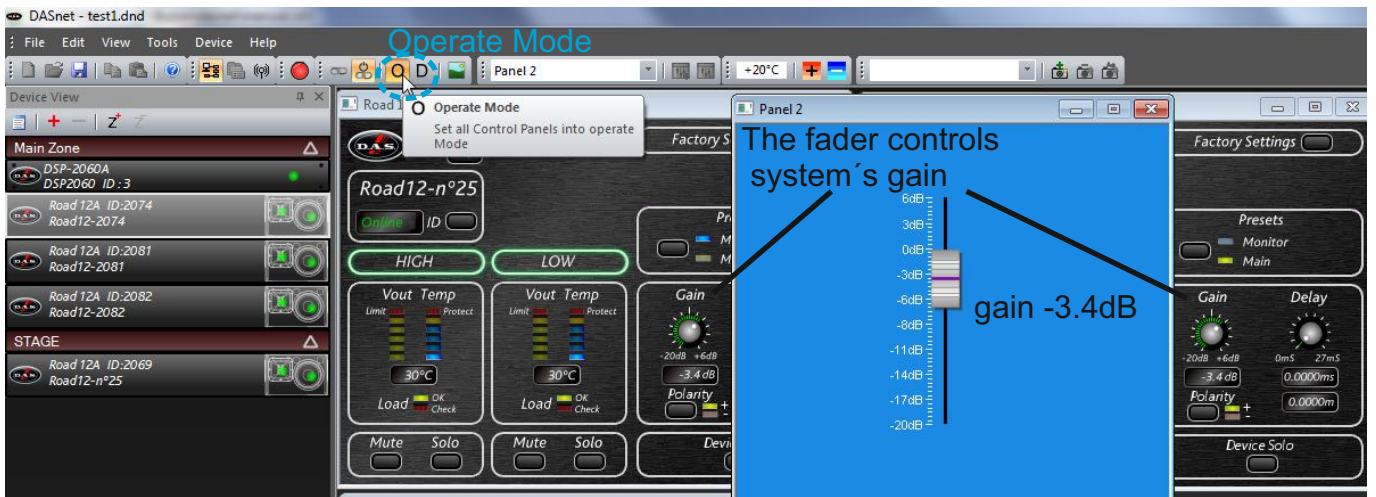 DASnet - test1.dnd
File Edit View Tools Device Help
Operate Mode
O D Panel 2 +20°C
Device View
Main Zone
DSP-2060A
DSP2060 ID :3
Road 12A ID:2074
Road12-2074
Road 12A ID:2081
Road12-2081
Road 12A ID:2082
Road12-2082
STAGE
Road 12A ID:2069
Road12-nº25
Road 1
O Operate Mode
Set all Control Panels into operate
Mode
DAS
Factory S
Road12-nº25
Online ID
Pr
M
M
HIGH LOW
Vout Temp
Limit Protect
30°C
Load OK
Check
Vout Temp
Limit Protect
30°C
Load OK
Check
Gain
-20dB +6dB
-3.4 dB
Polarity
+
Mute Solo
Mute Solo
Devi
Panel 2
The fader controls
system´s gain
6dB
3dB
0dB
-3dB
-6dB
-8dB
-11dB
-14dB
-17dB
-20dB
gain -3.4dB
Factory Settings
Presets
Monitor
Main
Gain Delay
-20dB +6dB 0mS 27mS
-3.4 dB 0.0000ms
Polarity
+
-
0.0000m
Device Solo